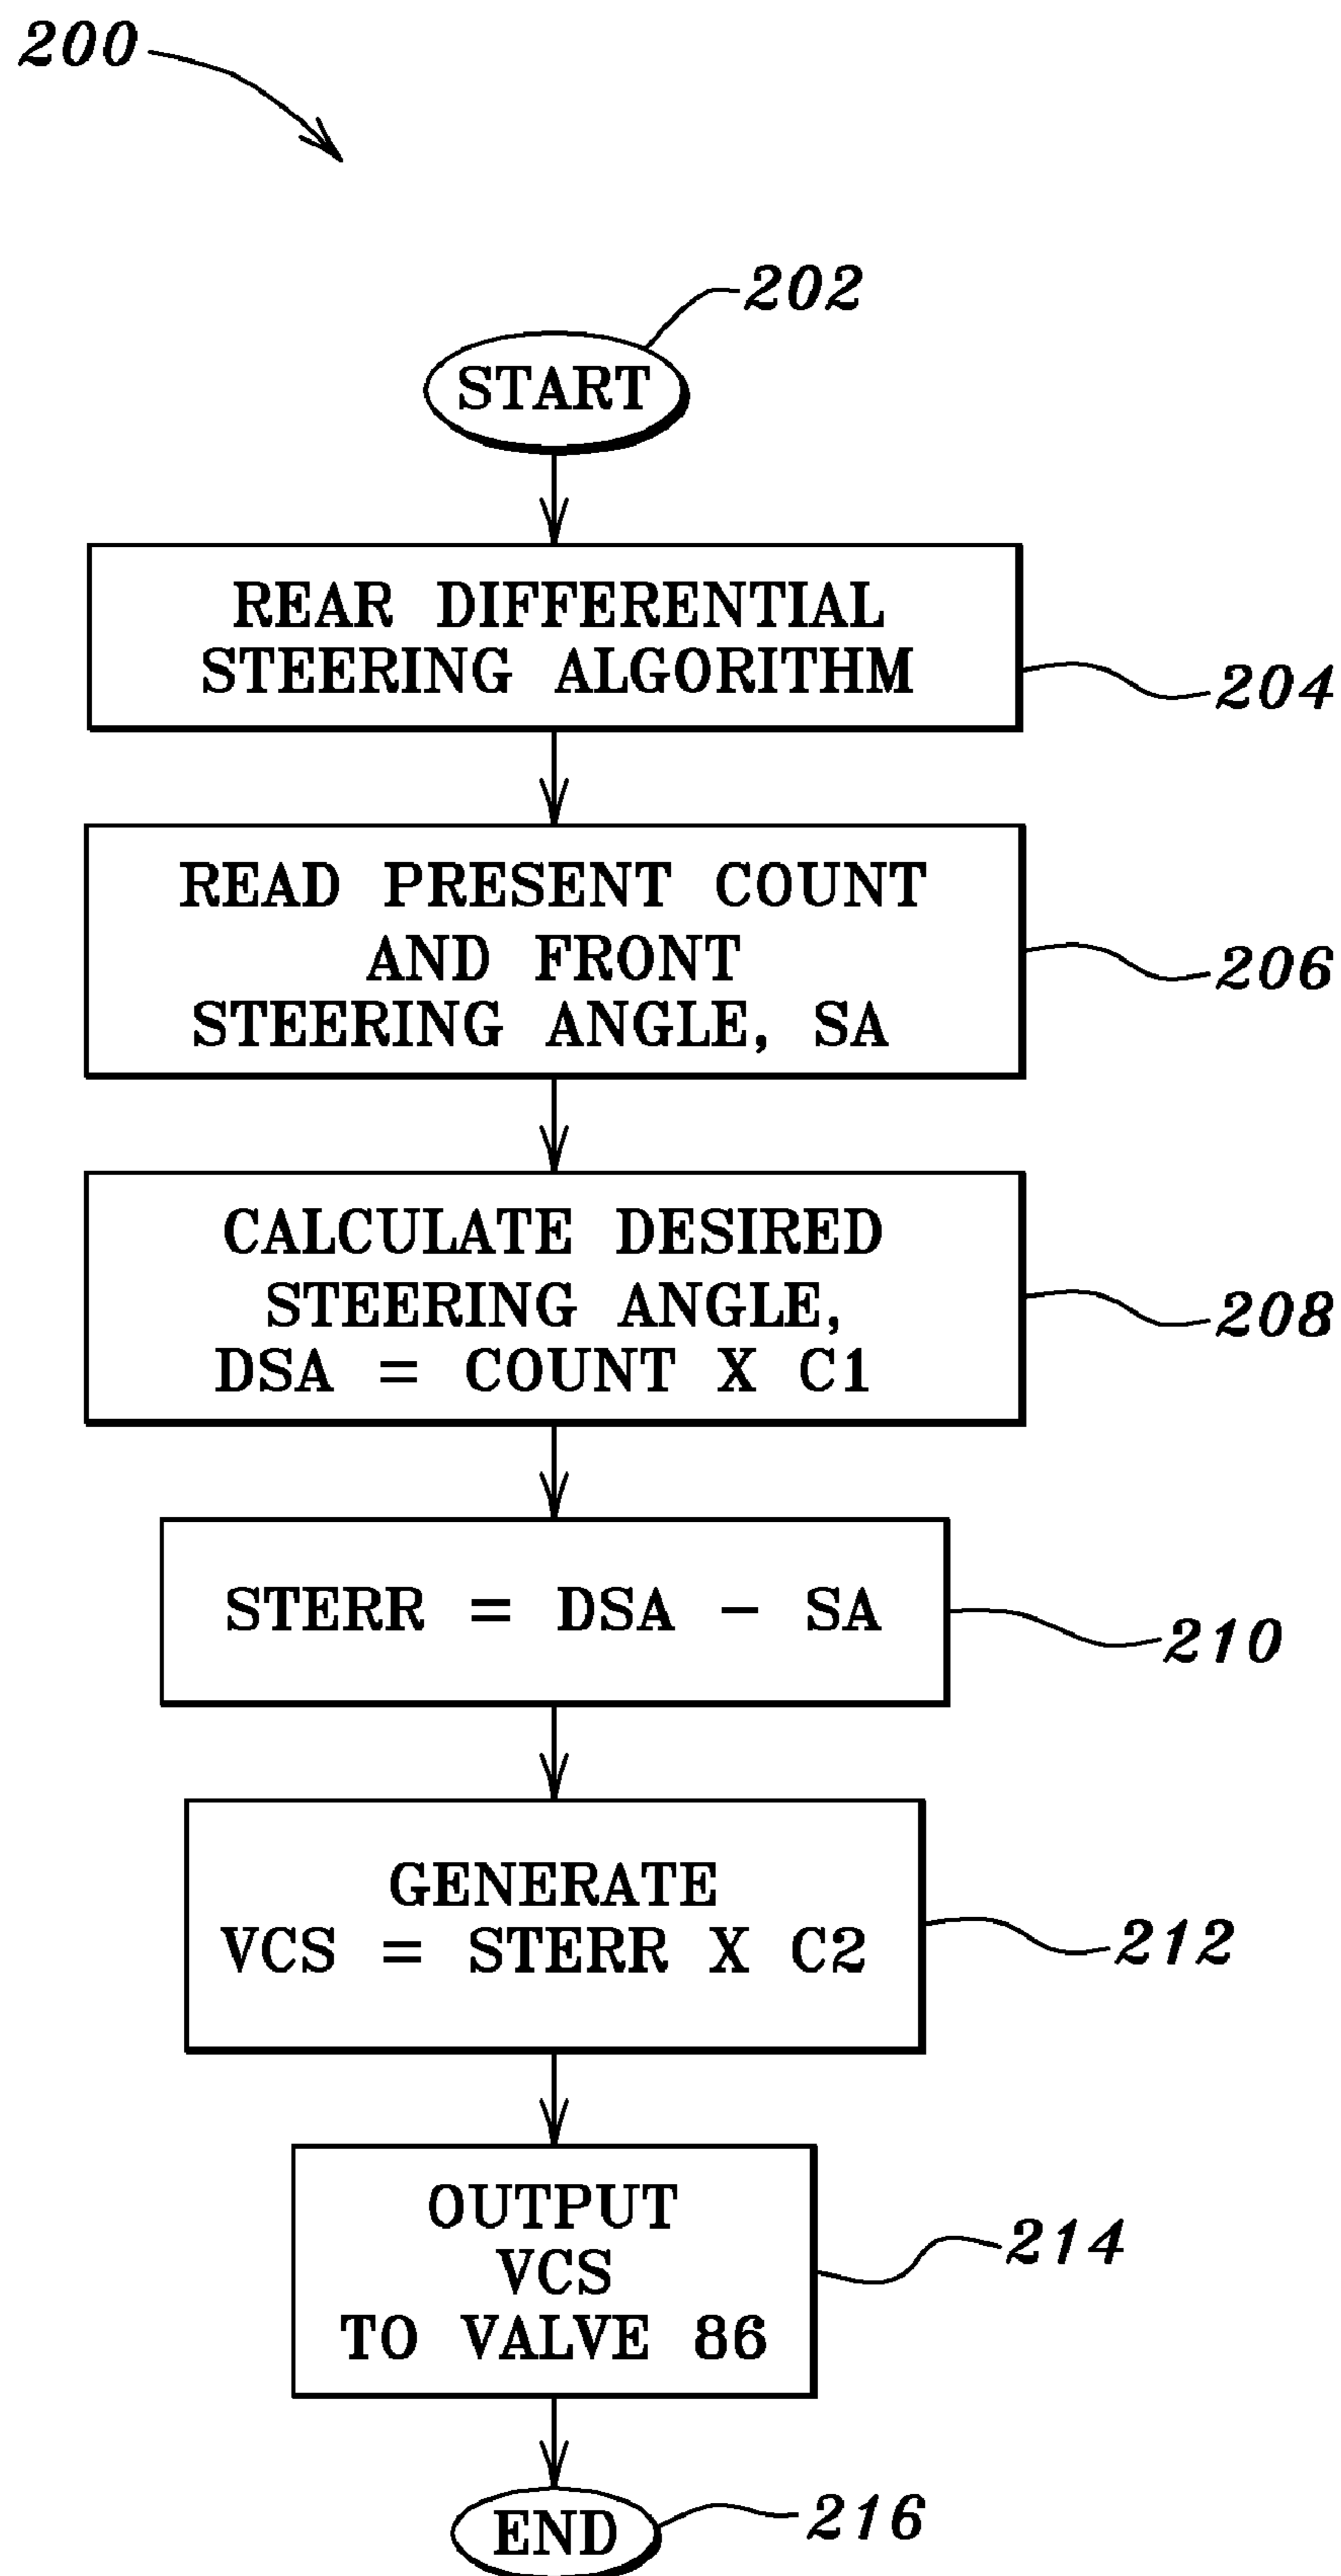 200
202
START
REAR DIFFERENTIAL
STEERING ALGORITHM
204
READ PRESENT COUNT
AND FRONT
STEERING ANGLE, SA
206
CALCULATE DESIRED
STEERING ANGLE,
DSA = COUNT X C1
208
STERR = DSA - SA
210
GENERATE
VCS = STERR X C2
212
OUTPUT
VCS
TO VALVE 86
214
END
216